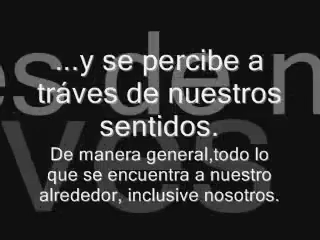 ...y se percibe a
tráves de nuestros
sentidos.
De manera general,todo lo
que se encuentra a nuestro
alrededor, inclusive nosotros.